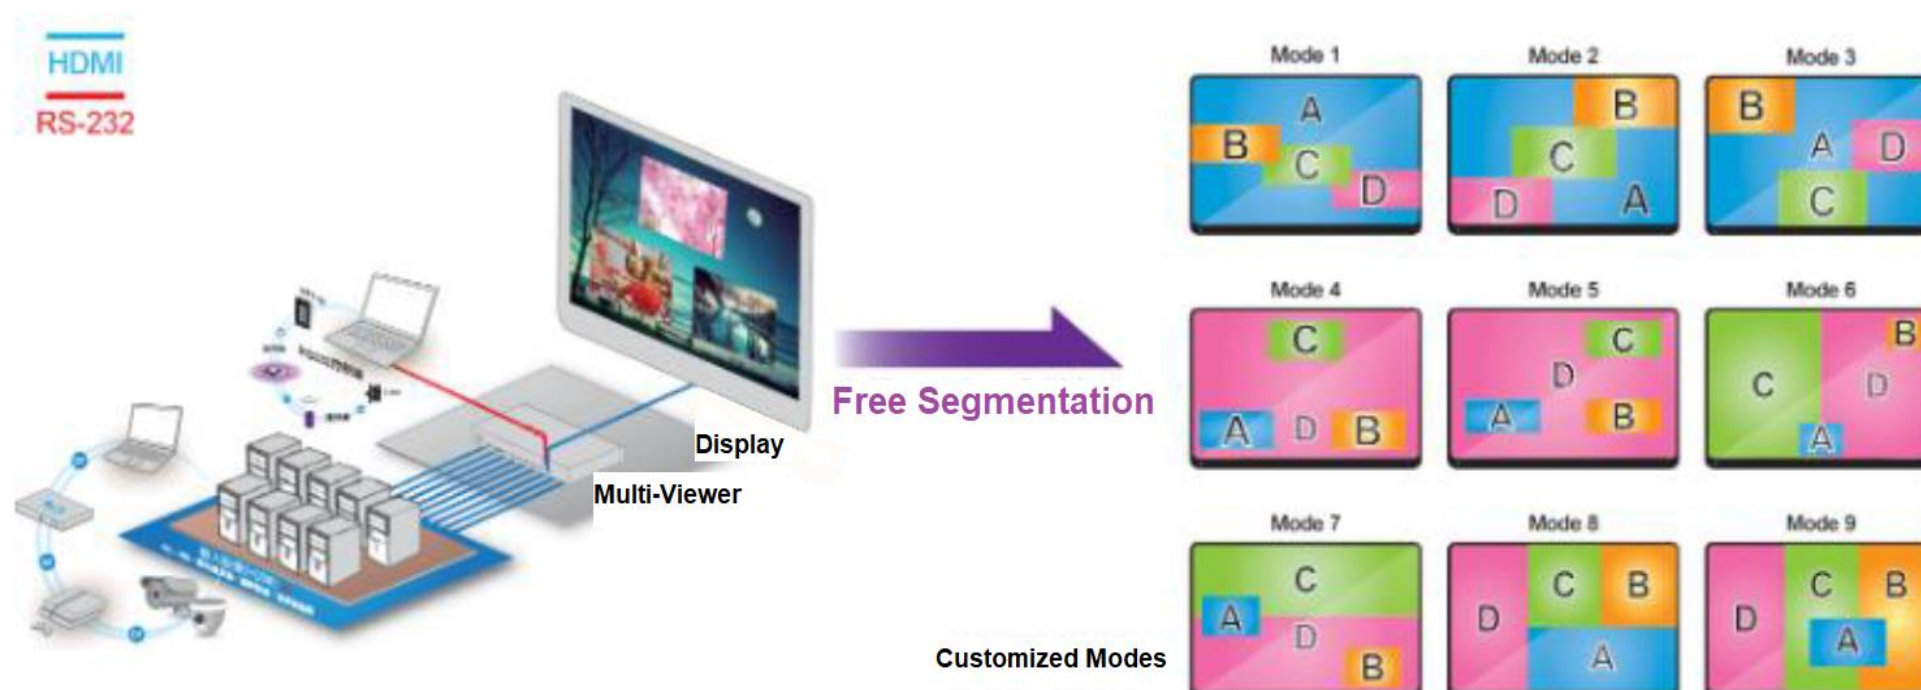 HDMI
RS-232
Display
Multi-Viewer
Free Segmentation
Customized Modes
Mode 1
A
B
C
D
Mode 2
B
C
D
A
Mode 3
B
A
D
C
Mode 4
C
A
D
B
Mode 5
C
D
A
B
Mode 6
B
C
D
A
Mode 7
C
A
D
B
Mode 8
C
B
D
A
Mode 9
C
B
D
A